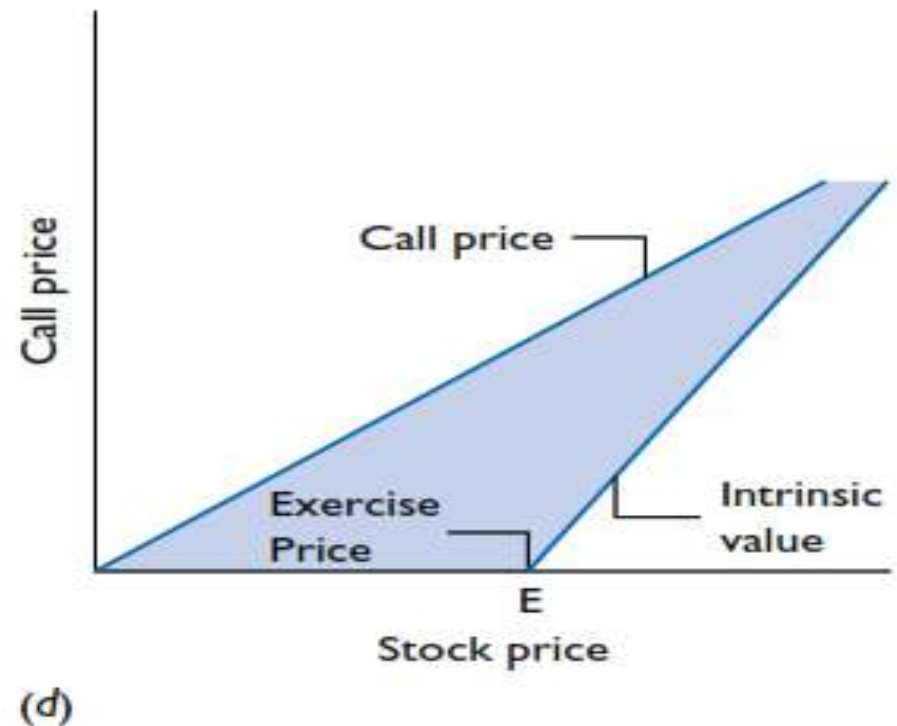 Call price
Call price
Exercise
Price
Intrinsic
value
E
Stock price
(d)